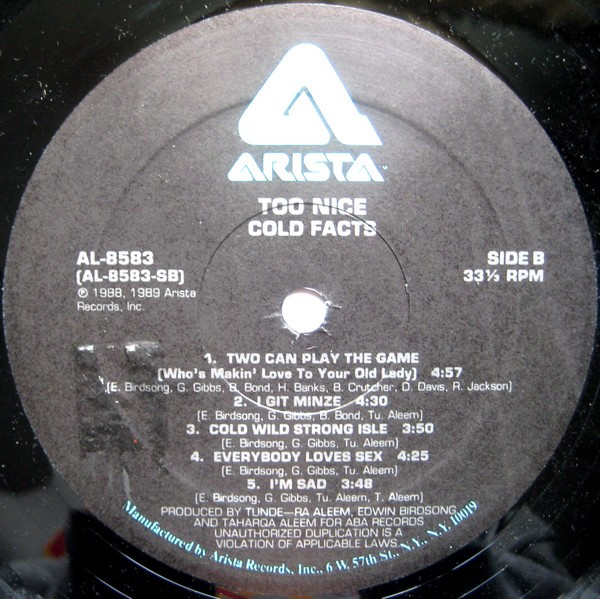 ARISTA
TOO NICE
COLD FACTS
AL-8583
(AL-8583-SB)
℗ 1988, 1989 Arista
Records, Inc.
SIDE B
33⅓ RPM
1. TWO CAN PLAY THE GAME
(Who's Makin' Love To Your Old Lady) 4:57
(E. Birdsong, G. Gibbs, B. Bond, H. Banks, B. Crutcher, D. Davis, R. Jackson)
2. I GIT MINZE 4:30
(E. Birdsong, G. Gibbs, B. Bond, Tu. Aleem)
3. COLD WILD STRONG ISLE 3:50
(E. Birdsong, G. Gibbs, Tu. Aleem)
4. EVERYBODY LOVES SEX 4:25
(E. Birdsong, G. Gibbs, Tu. Aleem)
5. I'M SAD 3:48
(E. Birdsong, G. Gibbs, Tu. Aleem, T. Aleem)
PRODUCED BY TUNDE—RA ALEEM, EDWIN BIRDSONG,
AND TAHARQA ALEEM FOR ABA RECORDS
UNAUTHORIZED DUPLICATION IS A
VIOLATION OF APPLICABLE LAWS.
Manufactured by Arista Records, Inc., 6 W. 57th St., N.Y., N.Y. 10019